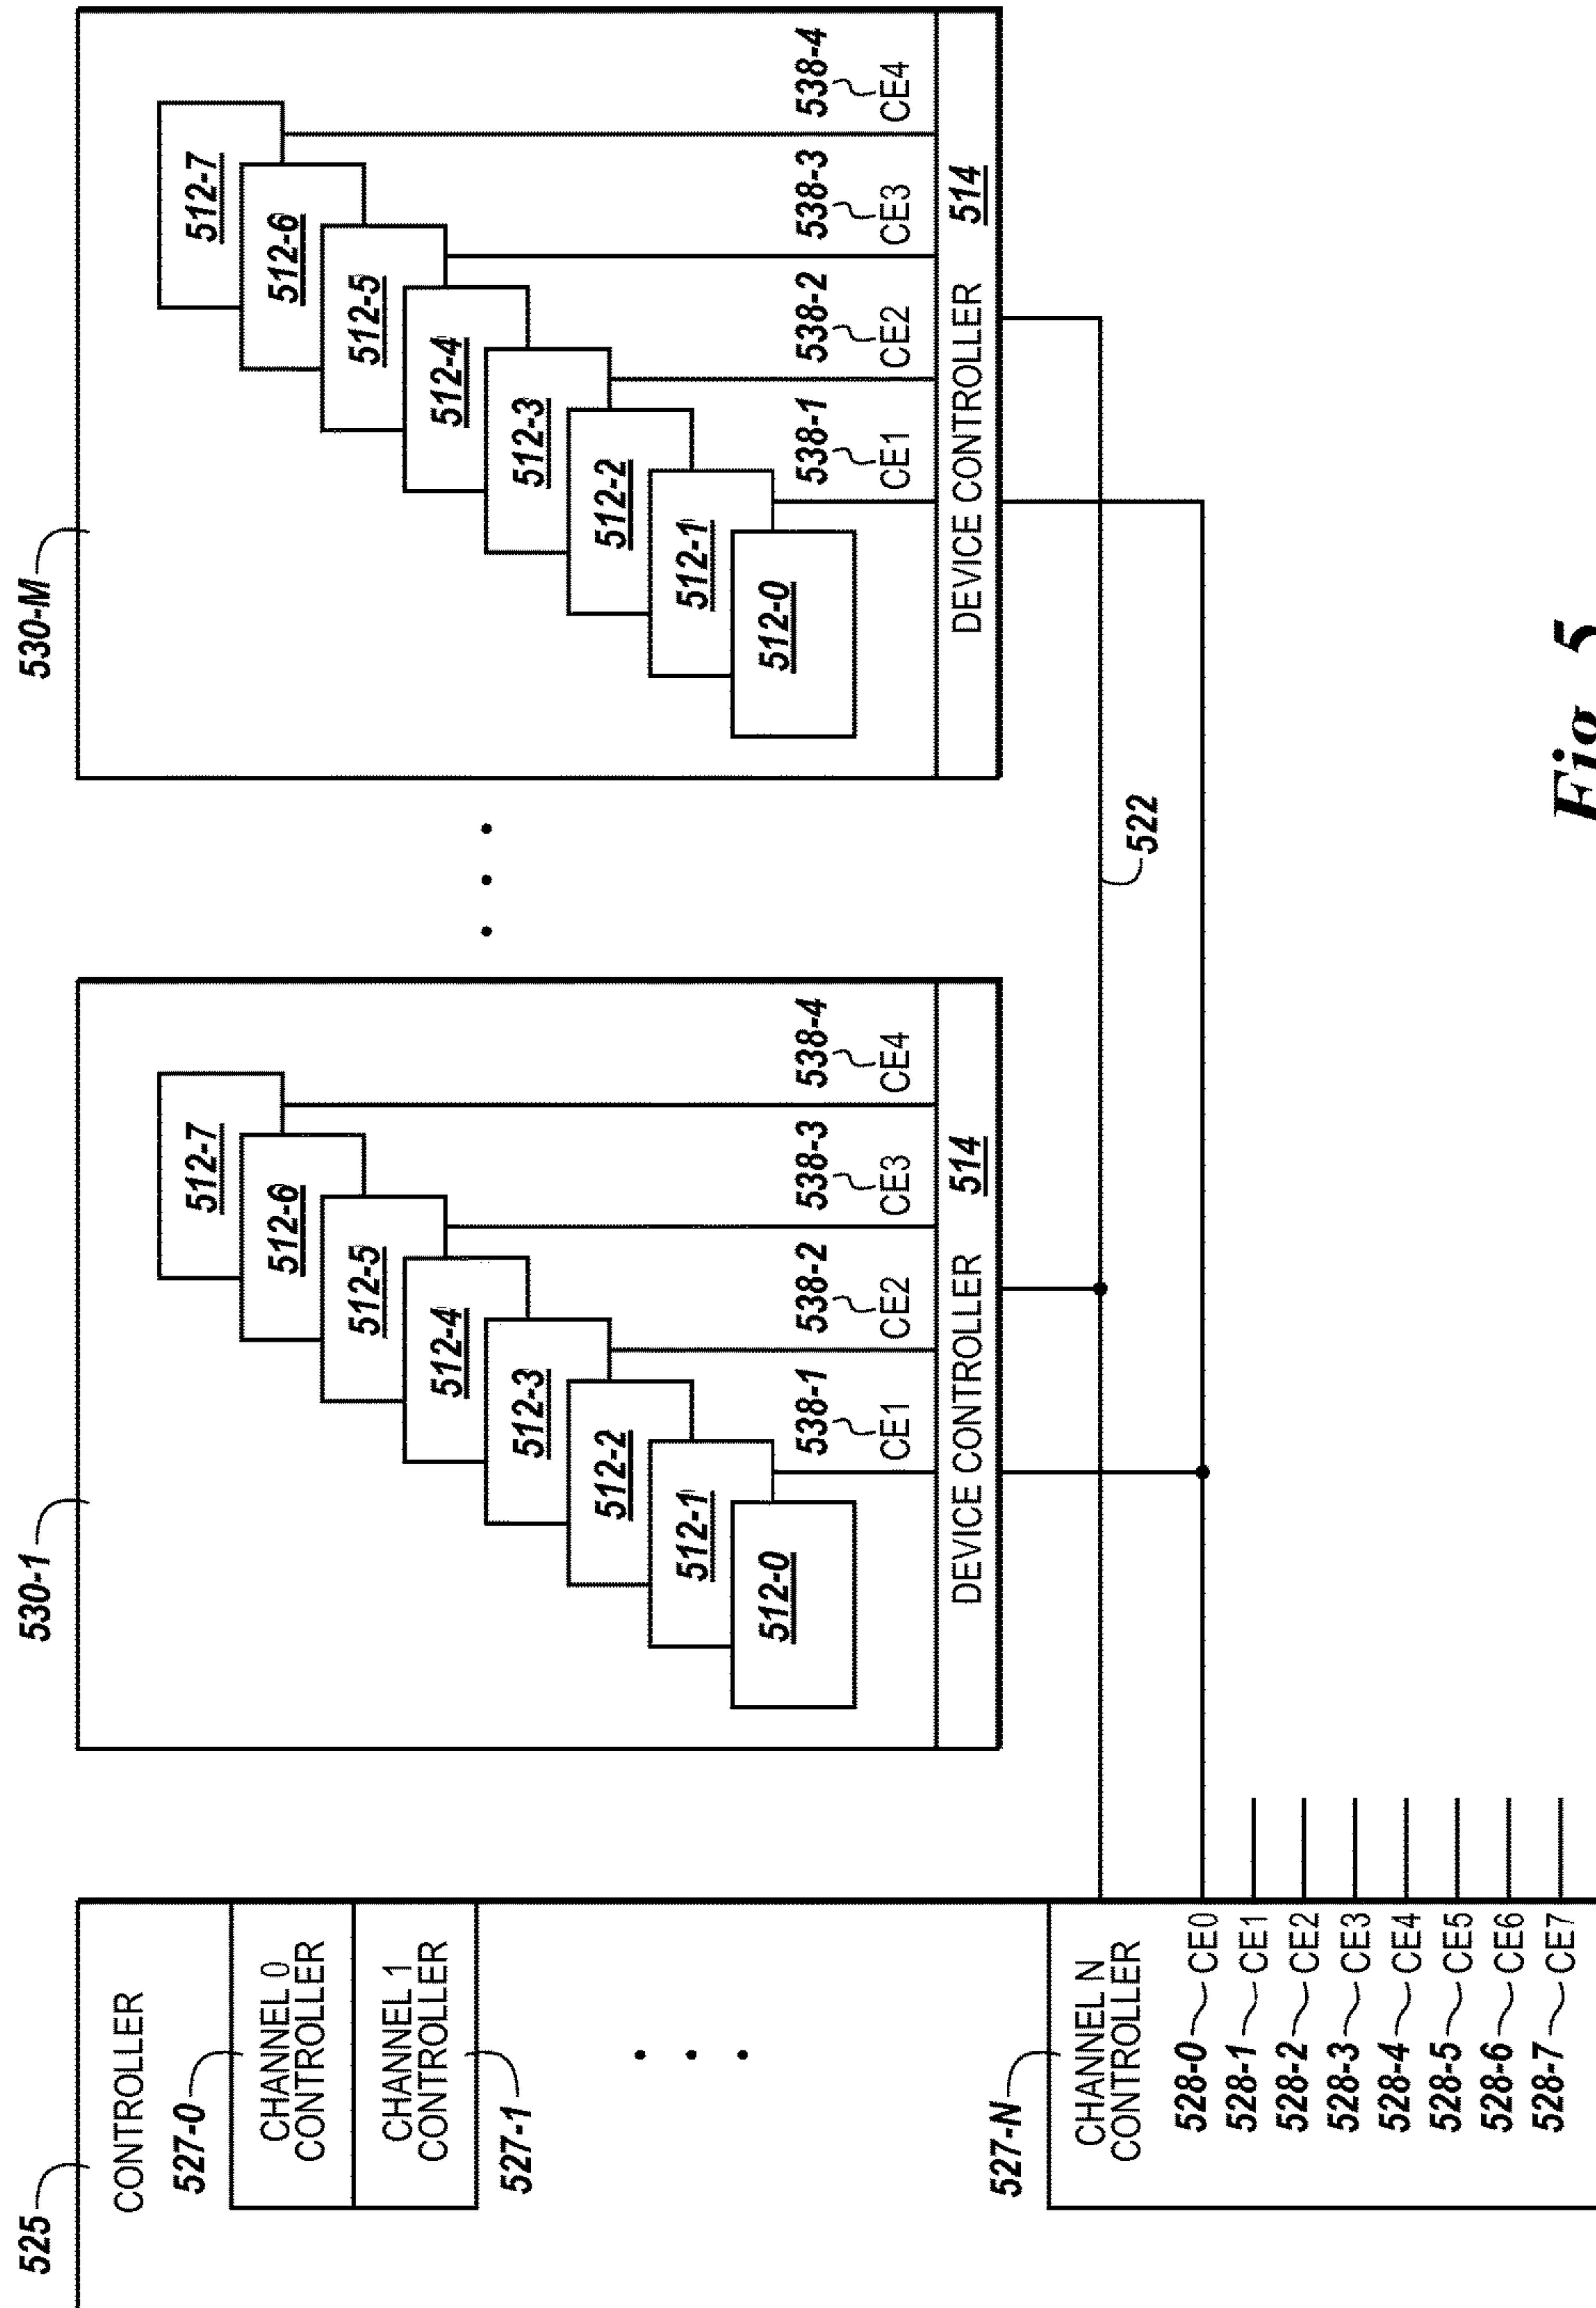 525
CONTROLLER
527-0
CHANNEL 0
CONTROLLER
CHANNEL 1
CONTROLLER
527-1
527-N
CHANNEL N
CONTROLLER
528-0 CE0
528-1 CE1
528-2 CE2
528-3 CE3
528-4 CE4
528-5 CE5
528-6 CE6
528-7 CE7
530-1
512-7
512-6
512-5
512-4
512-3
512-2
512-1
512-0
538-1 538-2 538-3 538-4
CE1 CE2 CE3 CE4
DEVICE CONTROLLER 514
530-M
512-7
512-6
512-5
512-4
512-3
512-2
512-1
512-0
538-1 538-2 538-3 538-4
CE1 CE2 CE3 CE4
DEVICE CONTROLLER 514
522
Fig. 5